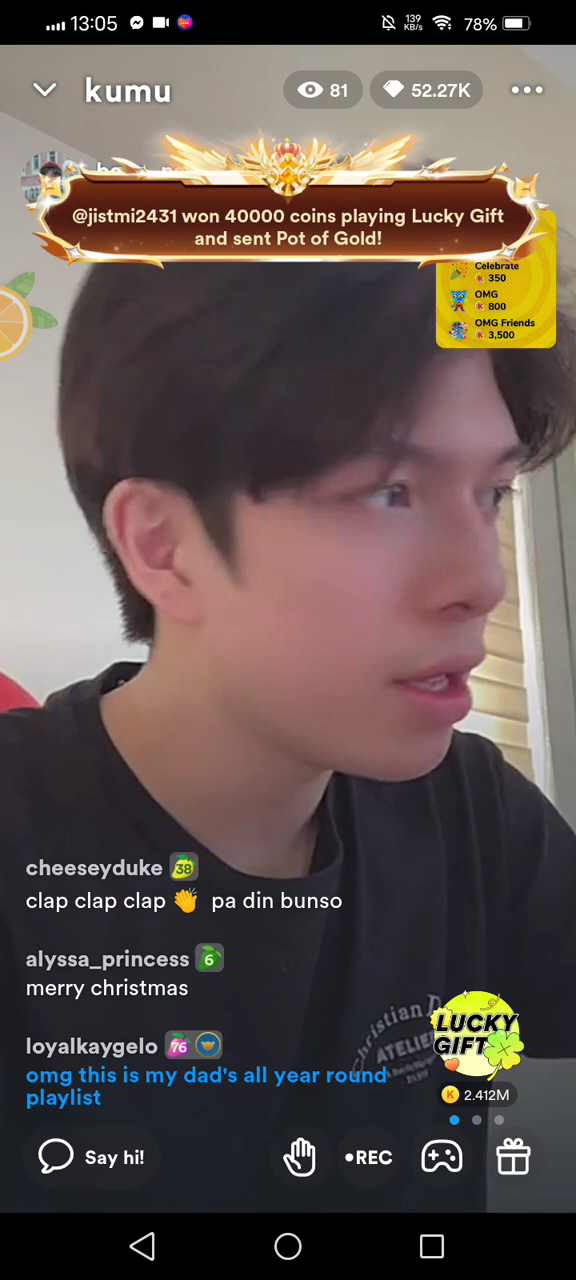 13:05
139
KB/s
78%
kumu
81
52.27K
@jistmi2431 won 40000 coins playing Lucky Gift
and sent Pot of Gold!
Celebrate
K 350
OMG
K 800
OMG Friends
K 3,500
cheeseyduke 38
clap clap clap 👏 pa din bunso
alyssa_princess 6
merry christmas
loyalkaygelo 76
omg this is my dad's all year round
playlist
ATELIER
LUCKY
GIFT
K 2.412M
Say hi!
•REC